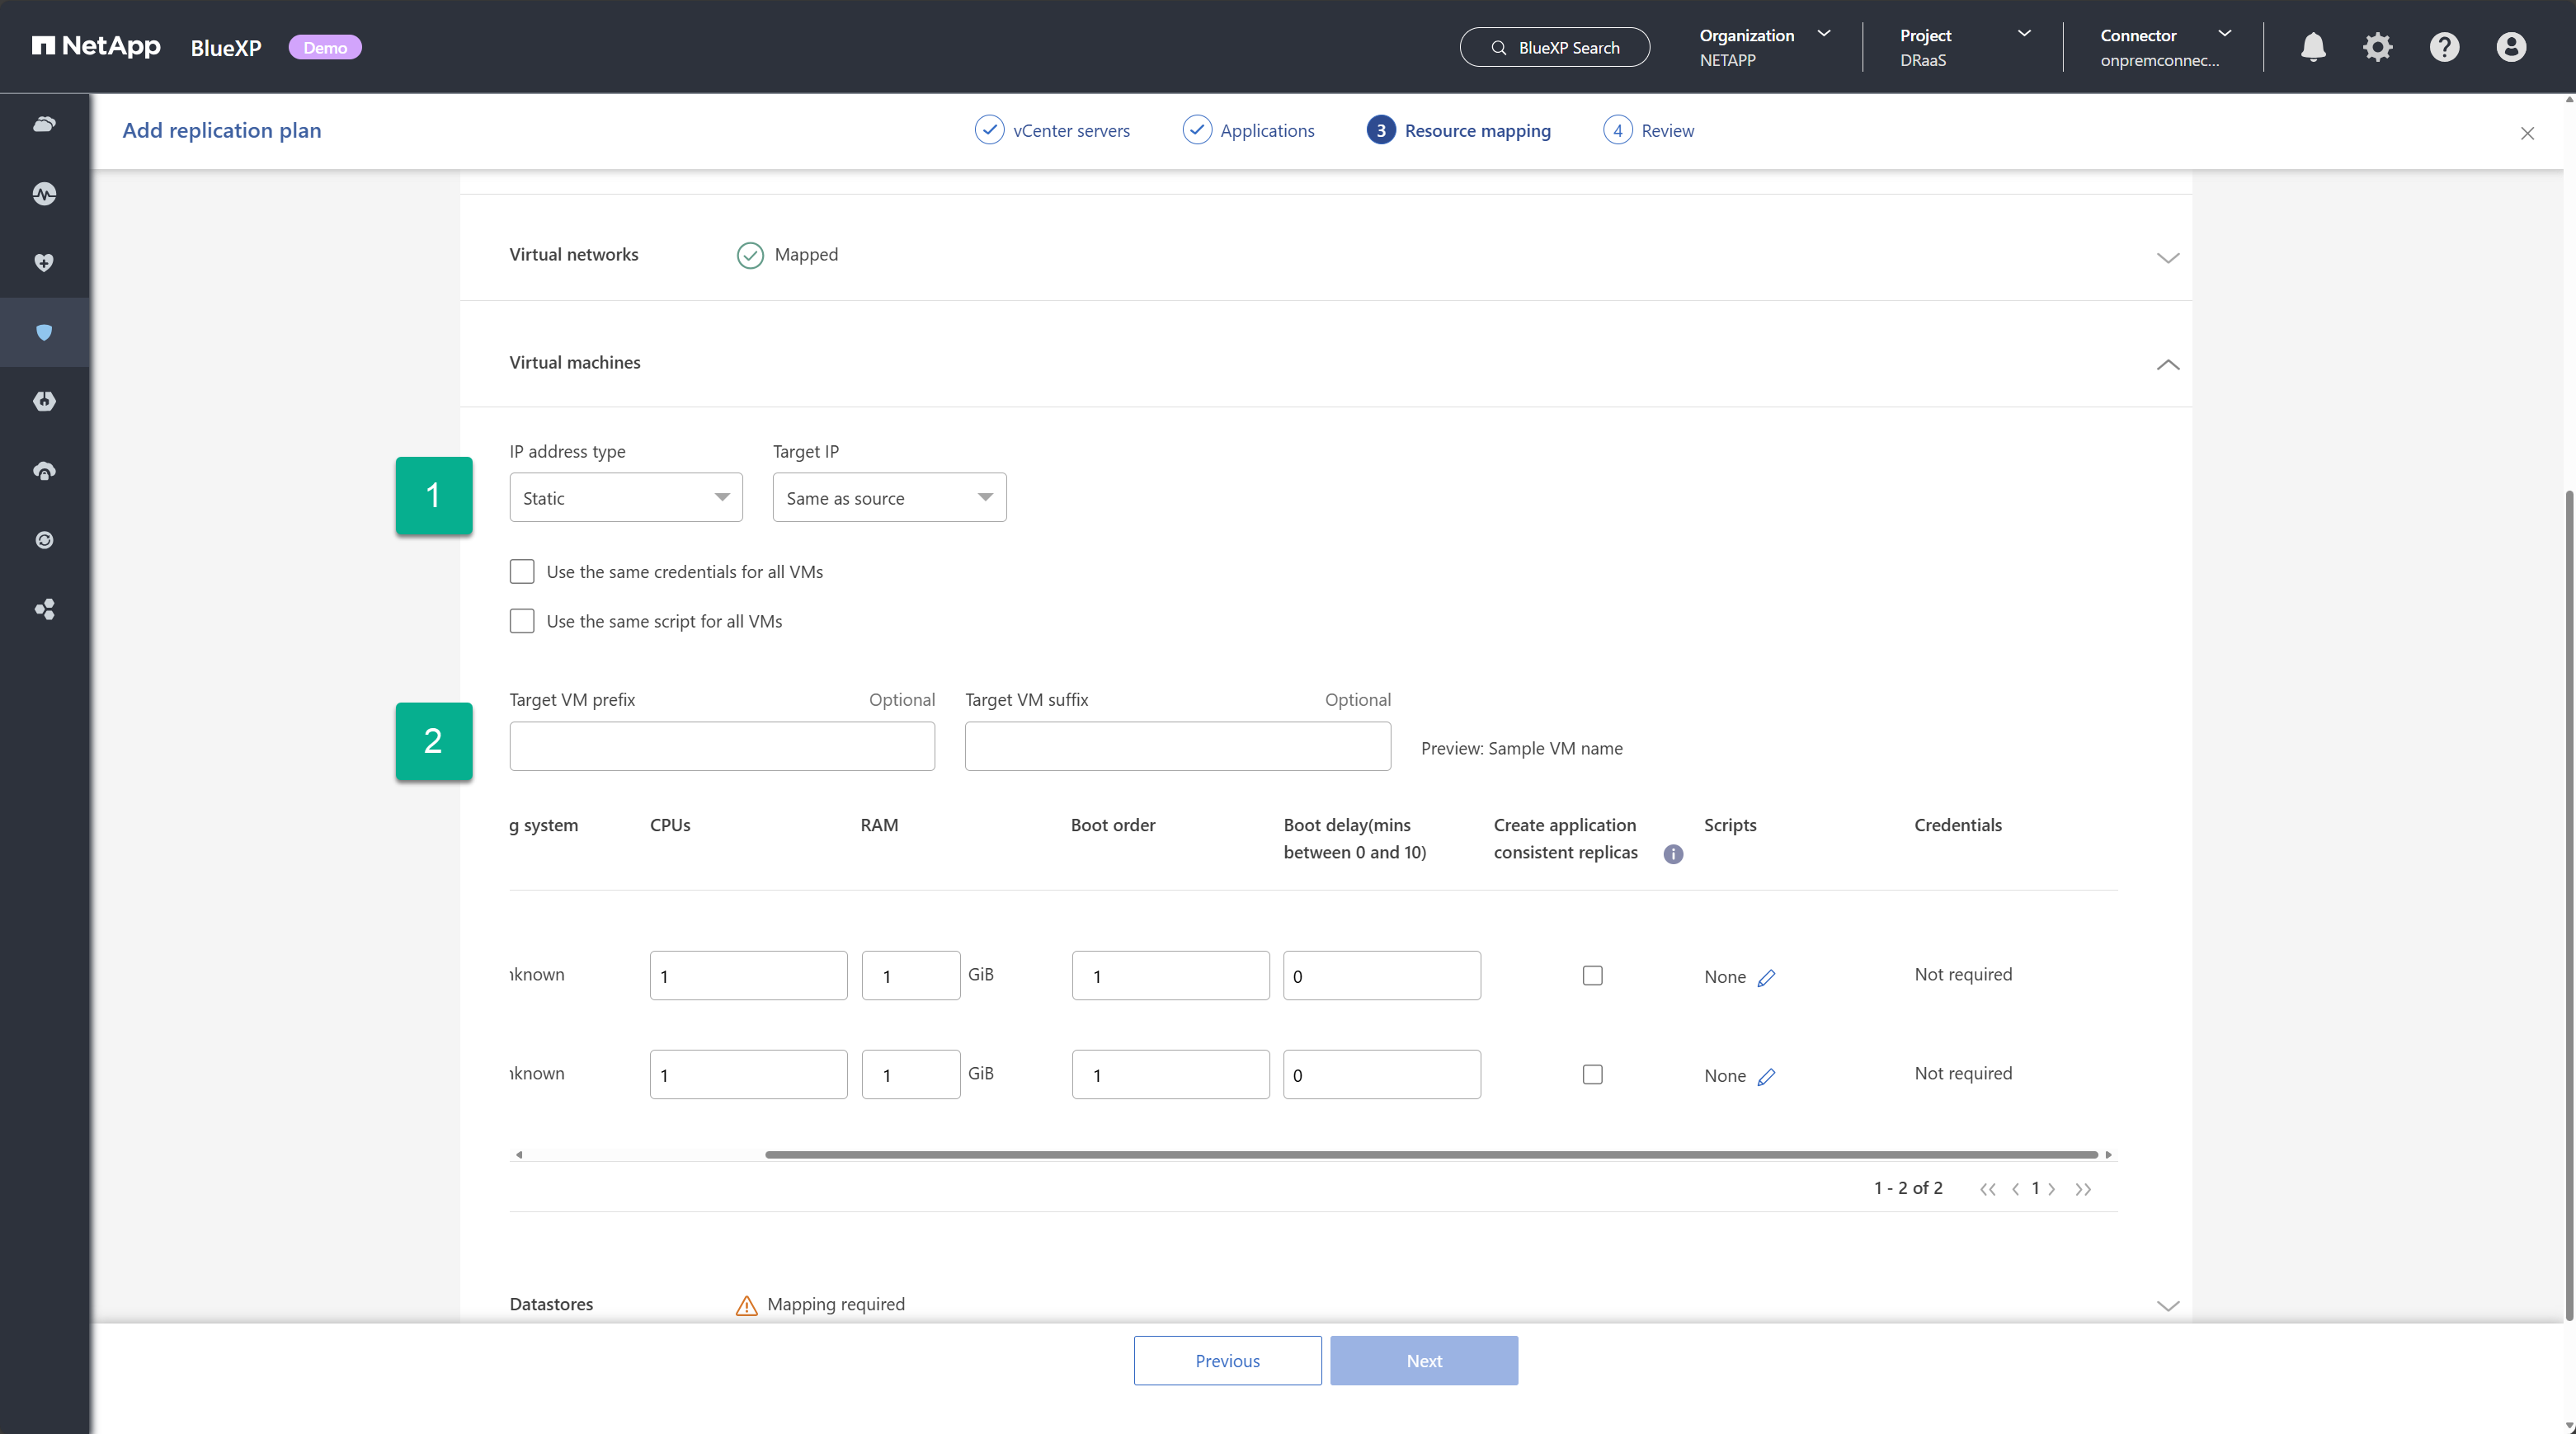 NetApp BlueXP Demo
BlueXP Search
Organization
NETAPP
Project
DRaaS
Connector
onpremconnec...
Add replication plan
vCenter servers
Applications
3 Resource mapping
4 Review
Virtual networks Mapped
Virtual machines
1
IP address type Target IP
Static Same as source
Use the same credentials for all VMs
Use the same script for all VMs
2
Target VM prefix Optional Target VM suffix Optional
Preview: Sample VM name
g system CPUs RAM Boot order Boot delay(mins between 0 and 10) Create application consistent replicas i Scripts Credentials
nknown 1 1 GiB 1 0 None Not required
nknown 1 1 GiB 1 0 None Not required
1 - 2 of 2 << < 1 > >>
Datastores Mapping required
Previous Next